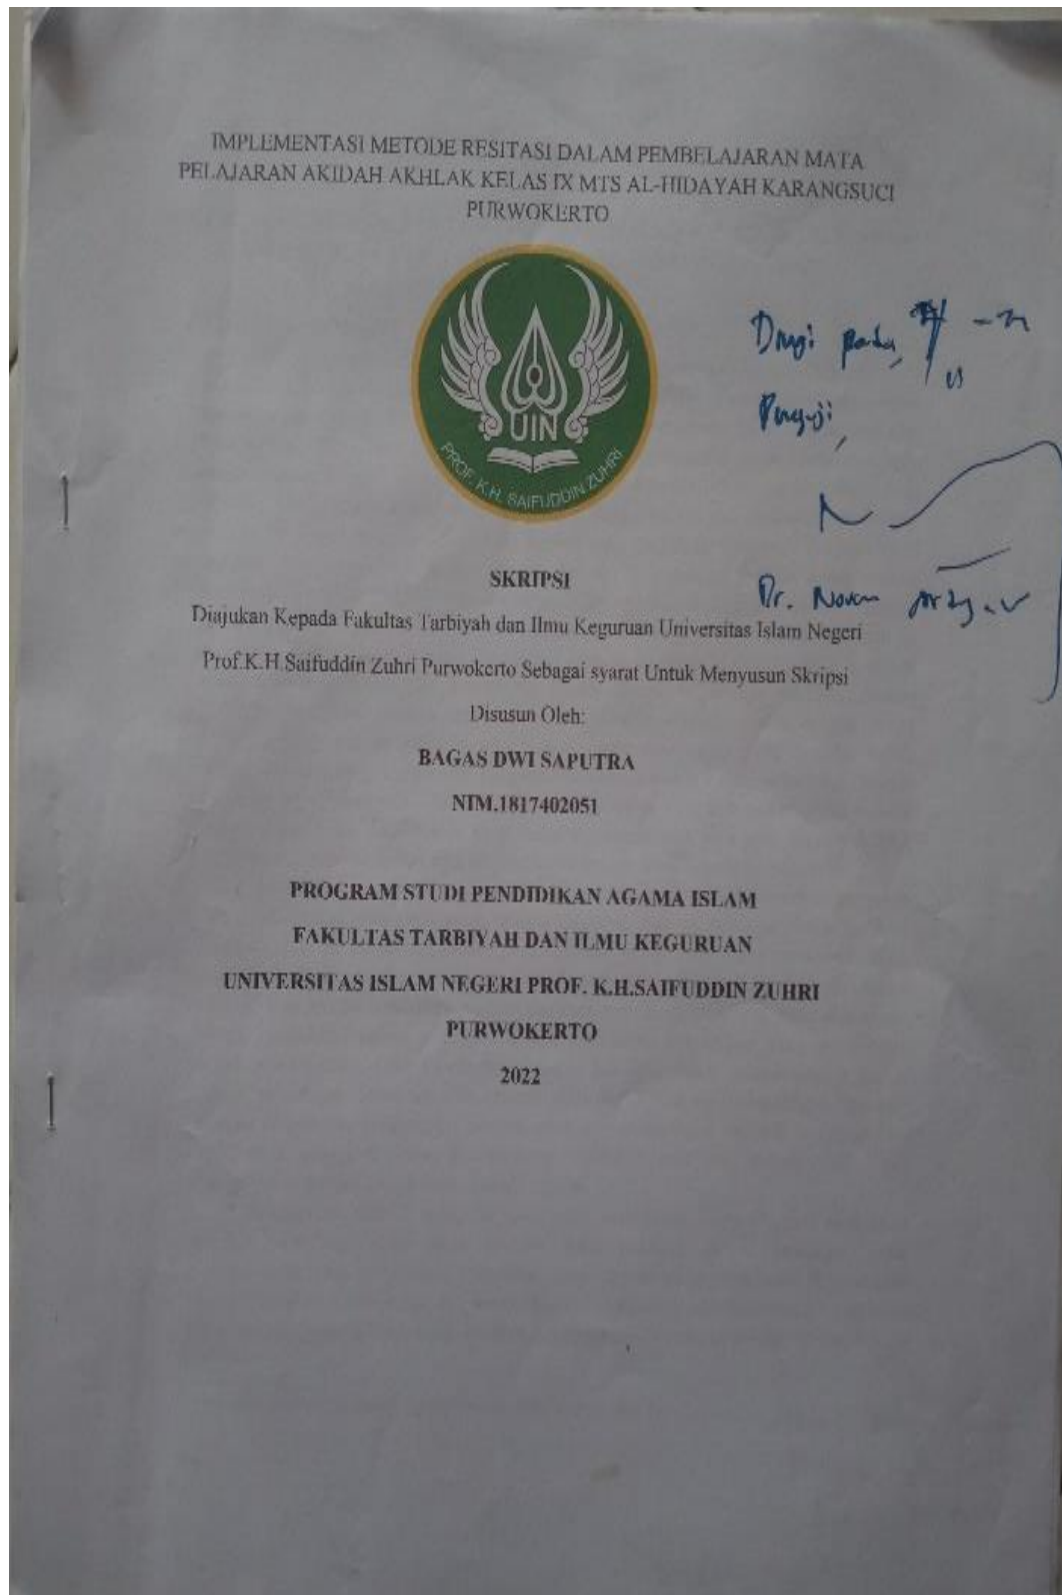 IMPLEMENTASI METODE RESITASI DALAM PEMBELAJARAN MATA
PELAJARAN AKIDAH AKHLAK KELAS IX MTS AL-HIDAYAH KARANGSUCI
PURWOKERTO
UIN
PROF. K.H. SAIFUDDIN ZUHRI
Penguji,
Dr. Novan
SKRIPSI
Diajukan Kepada Fakultas Tarbiyah dan Ilmu Keguruan Universitas Islam Negeri
Prof.K.H.Saifuddin Zuhri Purwokerto Sebagai syarat Untuk Menyusun Skripsi
Disusun Oleh:
BAGAS DWI SAPUTRA
NIM.1817402051
PROGRAM STUDI PENDIDIKAN AGAMA ISLAM
FAKULTAS TARBIYAH DAN ILMU KEGURUAN
UNIVERSITAS ISLAM NEGERI PROF. K.H.SAIFUDDIN ZUHRI
PURWOKERTO
2022